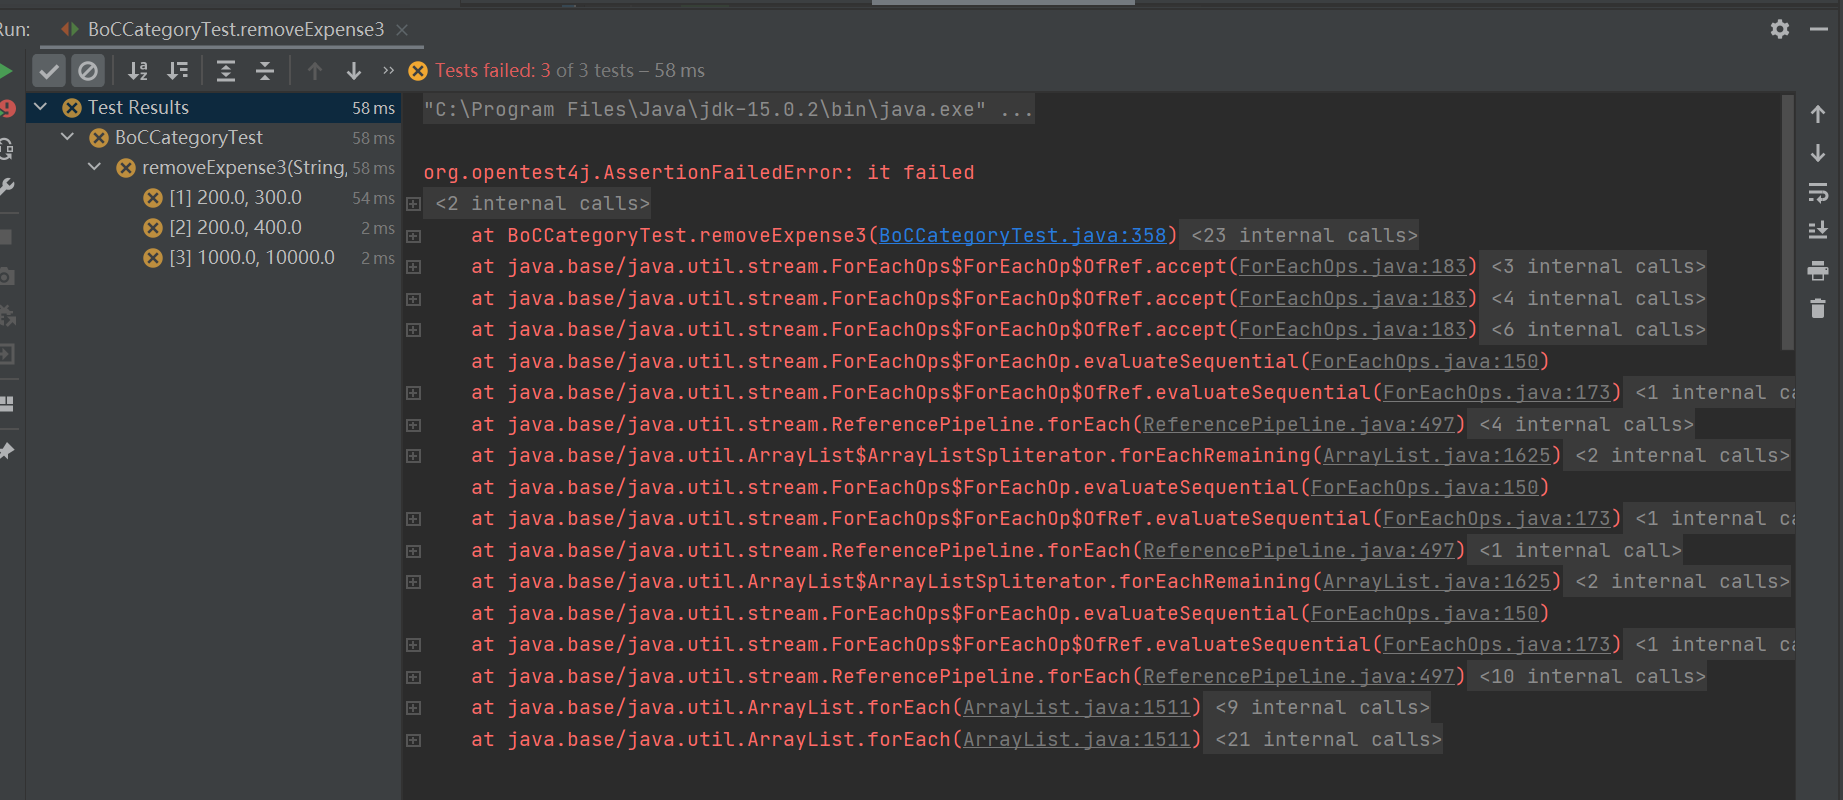 Run: BoCCategoryTest.removeExpense3
Tests failed: 3 of 3 tests – 58 ms
Test Results 58 ms
BoCCategoryTest 58 ms
removeExpense3(String, 58 ms
[1] 200.0, 300.0 54 ms
[2] 200.0, 400.0 2 ms
[3] 1000.0, 10000.0 2 ms
"C:\Program Files\Java\jdk-15.0.2\bin\java.exe" ...
org.opentest4j.AssertionFailedError: it failed
<2 internal calls>
at BoCCategoryTest.removeExpense3(BoCCategoryTest.java:358) <23 internal calls>
at java.base/java.util.stream.ForEachOps$ForEachOp$OfRef.accept(ForEachOps.java:183) <3 internal calls>
at java.base/java.util.stream.ForEachOps$ForEachOp$OfRef.accept(ForEachOps.java:183) <4 internal calls>
at java.base/java.util.stream.ForEachOps$ForEachOp$OfRef.accept(ForEachOps.java:183) <6 internal calls>
at java.base/java.util.stream.ForEachOps$ForEachOp.evaluateSequential(ForEachOps.java:150)
at java.base/java.util.stream.ForEachOps$ForEachOp$OfRef.evaluateSequential(ForEachOps.java:173) <1 internal ca
at java.base/java.util.stream.ReferencePipeline.forEach(ReferencePipeline.java:497) <4 internal calls>
at java.base/java.util.ArrayList$ArrayListSpliterator.forEachRemaining(ArrayList.java:1625) <2 internal calls>
at java.base/java.util.stream.ForEachOps$ForEachOp.evaluateSequential(ForEachOps.java:150)
at java.base/java.util.stream.ForEachOps$ForEachOp$OfRef.evaluateSequential(ForEachOps.java:173) <1 internal ca
at java.base/java.util.stream.ReferencePipeline.forEach(ReferencePipeline.java:497) <1 internal call>
at java.base/java.util.ArrayList$ArrayListSpliterator.forEachRemaining(ArrayList.java:1625) <2 internal calls>
at java.base/java.util.stream.ForEachOps$ForEachOp.evaluateSequential(ForEachOps.java:150)
at java.base/java.util.stream.ForEachOps$ForEachOp$OfRef.evaluateSequential(ForEachOps.java:173) <1 internal ca
at java.base/java.util.stream.ReferencePipeline.forEach(ReferencePipeline.java:497) <10 internal calls>
at java.base/java.util.ArrayList.forEach(ArrayList.java:1511) <9 internal calls>
at java.base/java.util.ArrayList.forEach(ArrayList.java:1511) <21 internal calls>